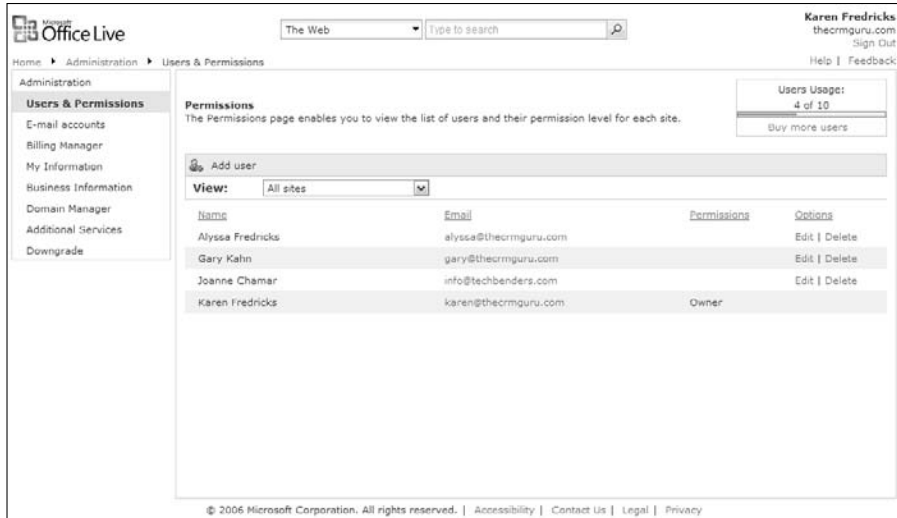 Microsoft
Office Live
The Web
Type to search
Karen Fredricks
thecrmguru.com
Sign Out
Home Administration Users & Permissions
Help | Feedback
Administration
Users & Permissions
E-mail accounts
Billing Manager
My Information
Business Information
Domain Manager
Additional Services
Downgrade
Permissions
The Permissions page enables you to view the list of users and their permission level for each site.
Users Usage:
4 of 10
Buy more users
Add user
View: All sites
Name Email Permissions Options
Alyssa Fredricks alyssa@thecrmguru.com Edit | Delete
Gary Kahn gary@thecrmguru.com Edit | Delete
Joanne Chamar info@techbenders.com Edit | Delete
Karen Fredricks karen@thecrmguru.com Owner
© 2006 Microsoft Corporation. All rights reserved. | Accessibility | Contact Us | Legal | Privacy